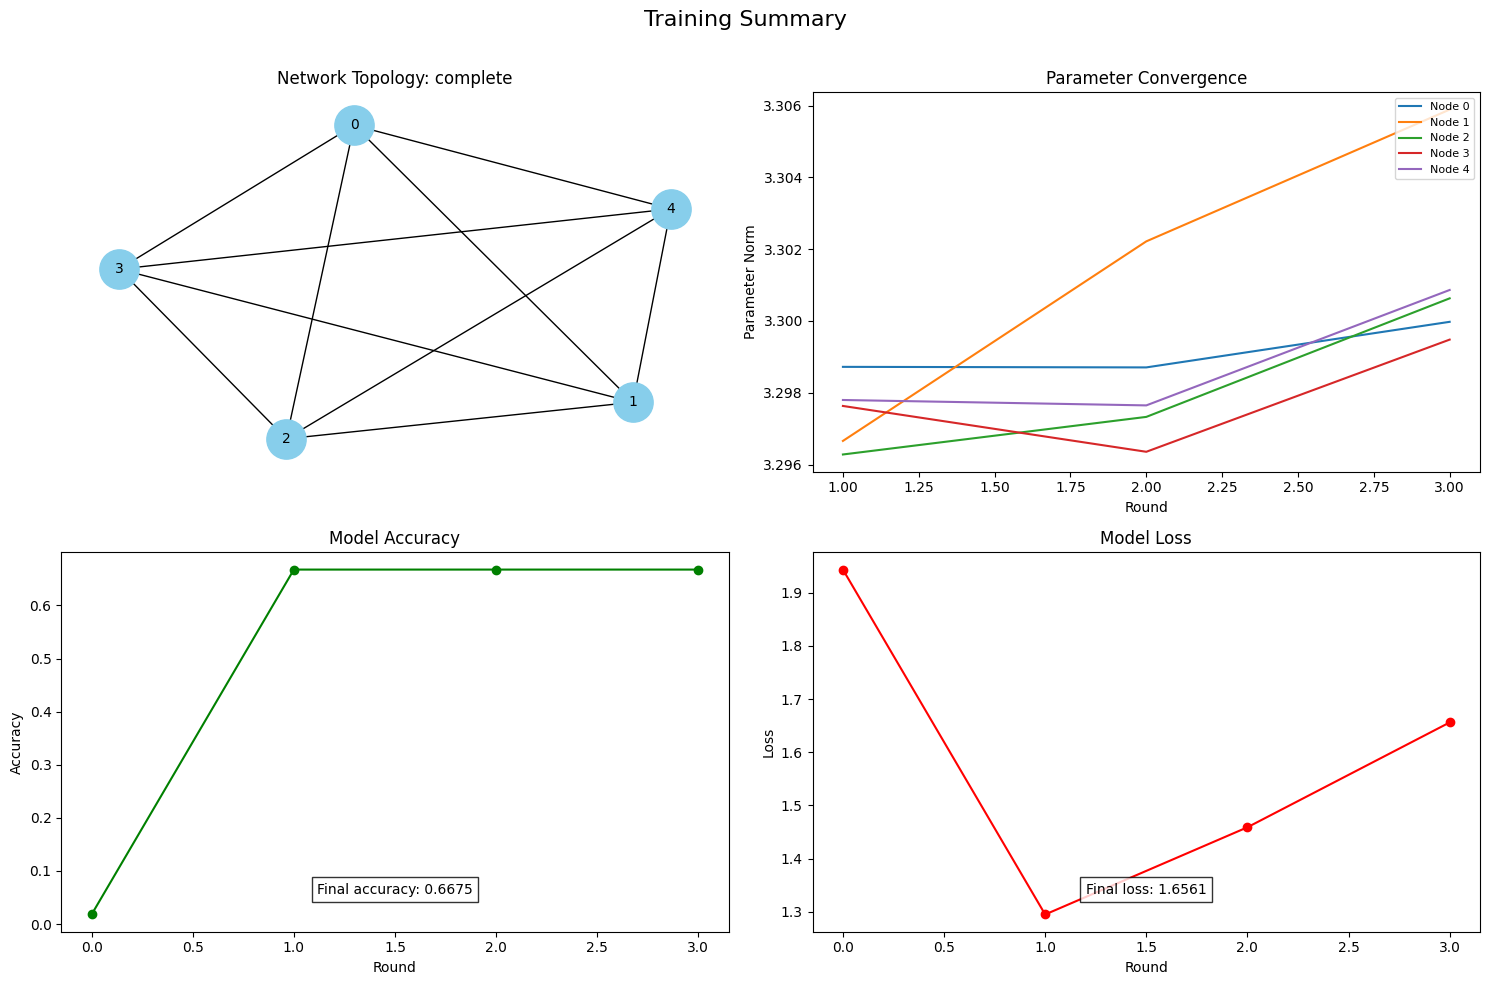 Training Summary
Network Topology: complete
0
4
3
1
2
Parameter Convergence
Parameter Norm
3.306
3.304
3.302
3.300
3.298
3.296
Node 0
Node 1
Node 2
Node 3
Node 4
1.00 1.25 1.50 1.75 2.00 2.25 2.50 2.75 3.00
Round
Model Accuracy
Accuracy
0.6
0.5
0.4
0.3
0.2
0.1
0.0
Final accuracy: 0.6675
0.0 0.5 1.0 1.5 2.0 2.5 3.0
Round
Model Loss
Loss
1.9
1.8
1.7
1.6
1.5
1.4
1.3
Final loss: 1.6561
0.0 0.5 1.0 1.5 2.0 2.5 3.0
Round